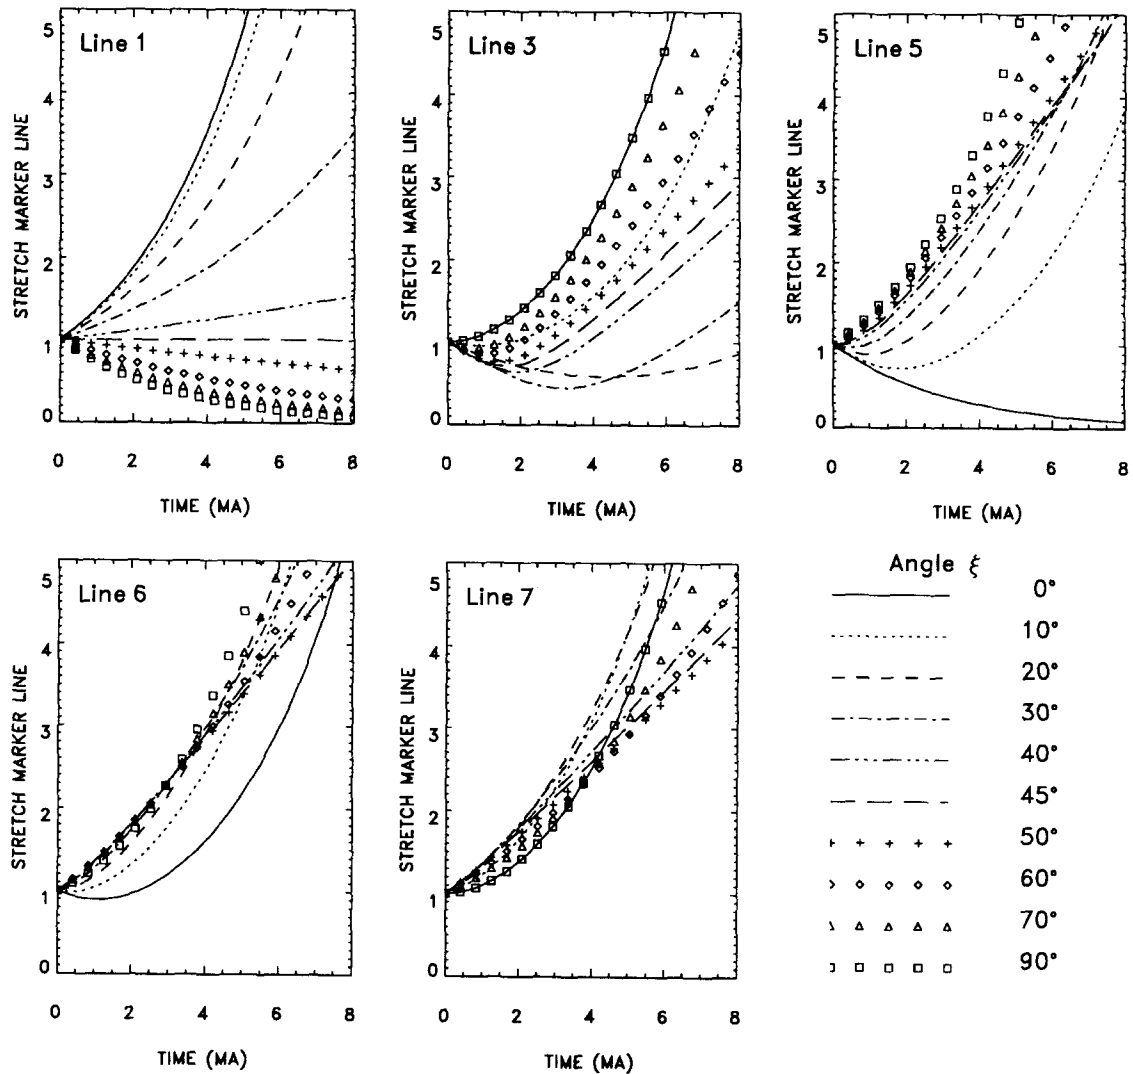 Line 1
5
4
3
2
1
0
STRETCH MARKER LINE
0 2 4 6 8
TIME (MA)
Line 3
5
4
3
2
1
0
STRETCH MARKER LINE
0 2 4 6 8
TIME (MA)
Line 5
5
4
3
2
1
0
STRETCH MARKER LINE
0 2 4 6 8
TIME (MA)
Line 6
5
4
3
2
1
0
STRETCH MARKER LINE
0 2 4 6 8
TIME (MA)
Line 7
5
4
3
2
1
0
STRETCH MARKER LINE
0 2 4 6 8
TIME (MA)
Angle ξ
0°
10°
20°
30°
40°
45°
50°
60°
70°
90°